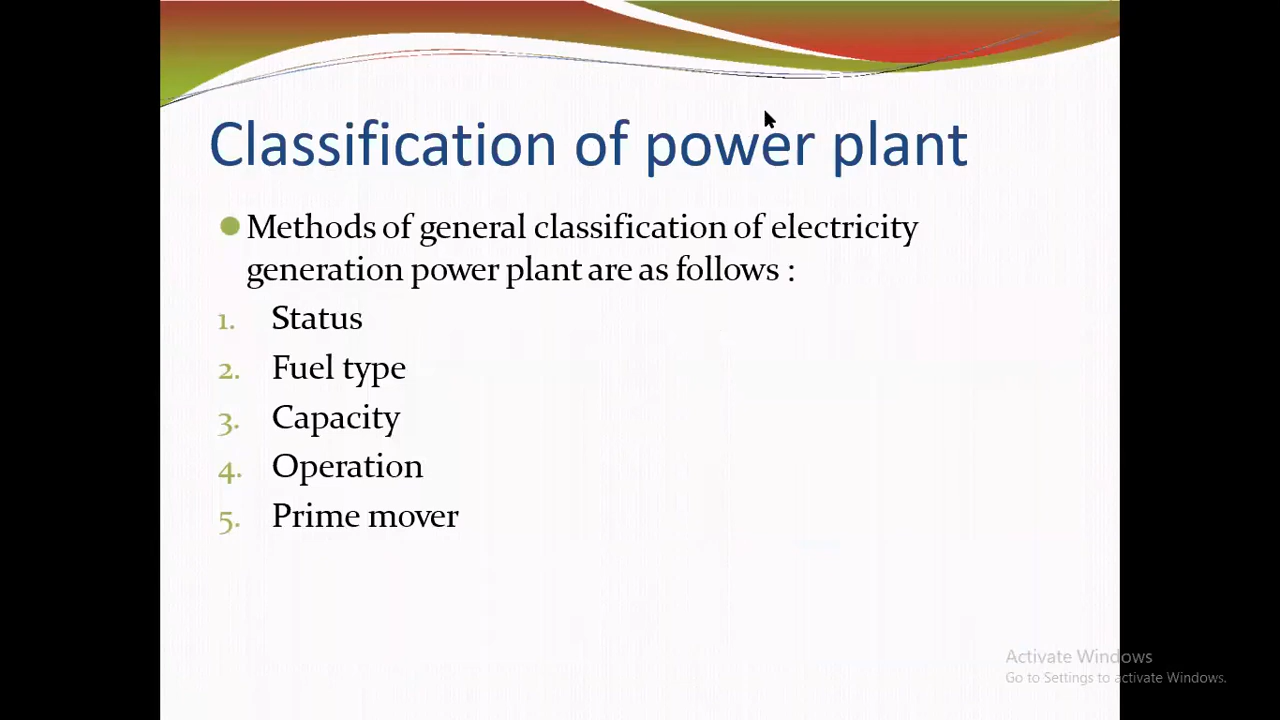 Classification of power plant
Methods of general classification of electricity
generation power plant are as follows :
1. Status
2. Fuel type
3. Capacity
4. Operation
5. Prime mover
Activate Windows
Go to Settings to activate Windows.